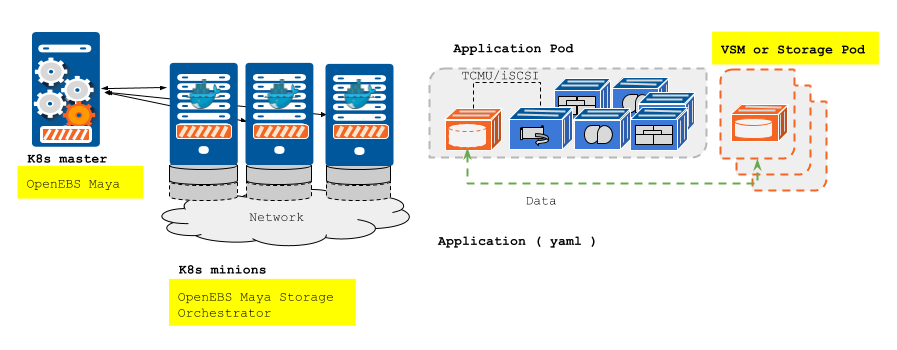 K8s master
OpenEBS Maya
Network
K8s minions
OpenEBS Maya Storage
Orchestrator
Application Pod
TCMU/iSCSI
VSM or Storage Pod
Data
Application ( yaml )